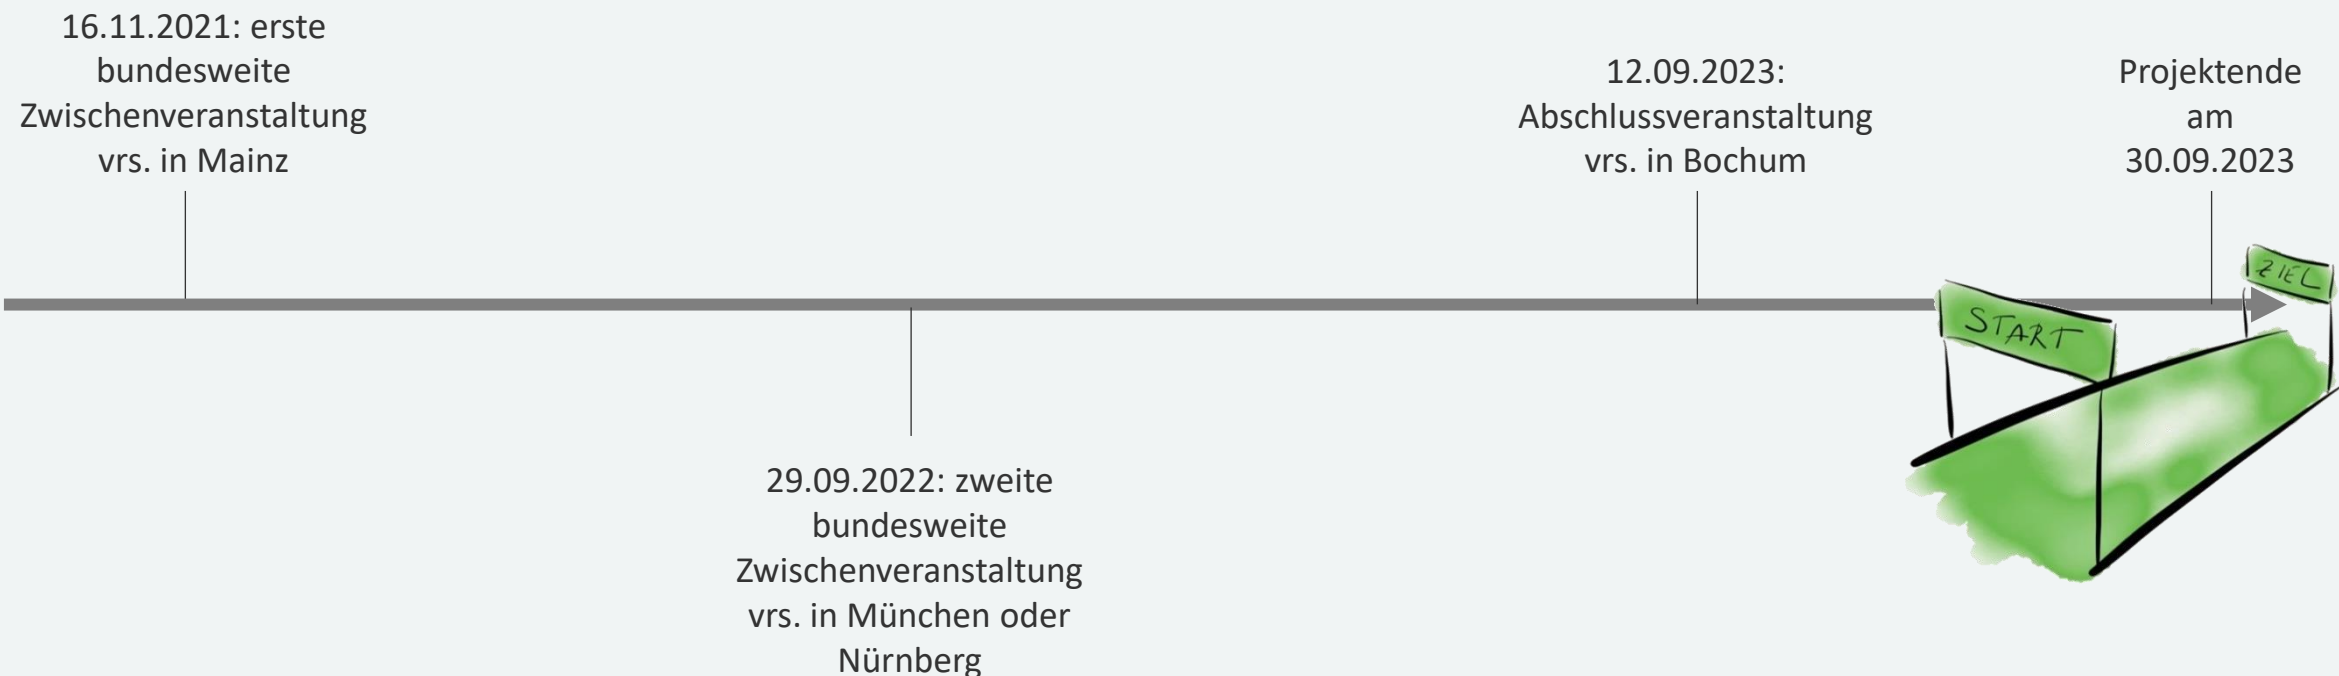 16.11.2021: erste
bundesweite
Zwischenveranstaltung
vrs. in Mainz
29.09.2022: zweite
bundesweite
Zwischenveranstaltung
vrs. in München oder
Nürnberg
12.09.2023:
Abschlussveranstaltung
vrs. in Bochum
Projektende
am
30.09.2023
START
ZIEL